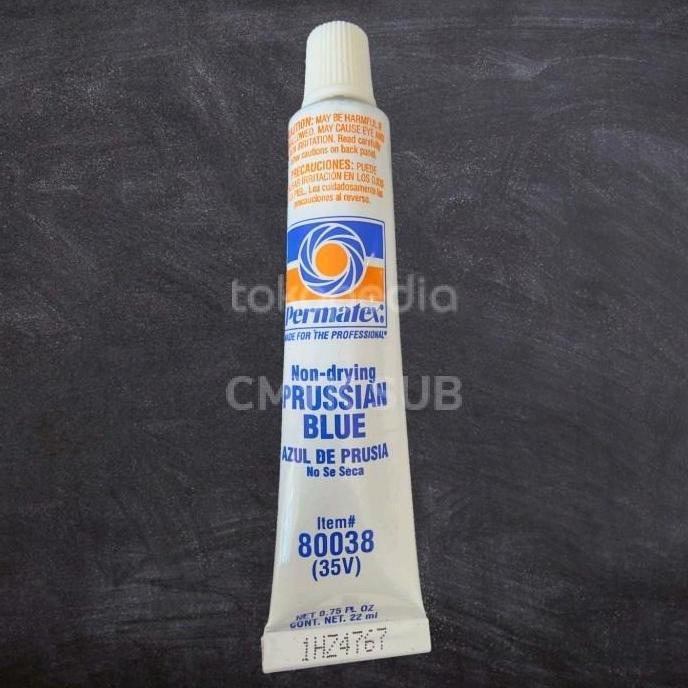 CAUTION: MAY BE HARMFUL IF
MAY CAUSE EYE AND
IRRITATION. Read carefully
cautions on back panel.
PRECAUCIONES: PUEDE
IRRITACIÓN EN LOS OJOS
PIEL. Lea cuidadosamente las
precauciones al reverso.
tokopedia
Permatex
MADE FOR THE PROFESSIONAL
Non-drying
PRUSSIAN
BLUE
AZUL DE PRUSIA
No Se Seca
Item#
80038
(35V)
NET 0.75 FL OZ
CONT. NET. 22 ml
1HZ4767